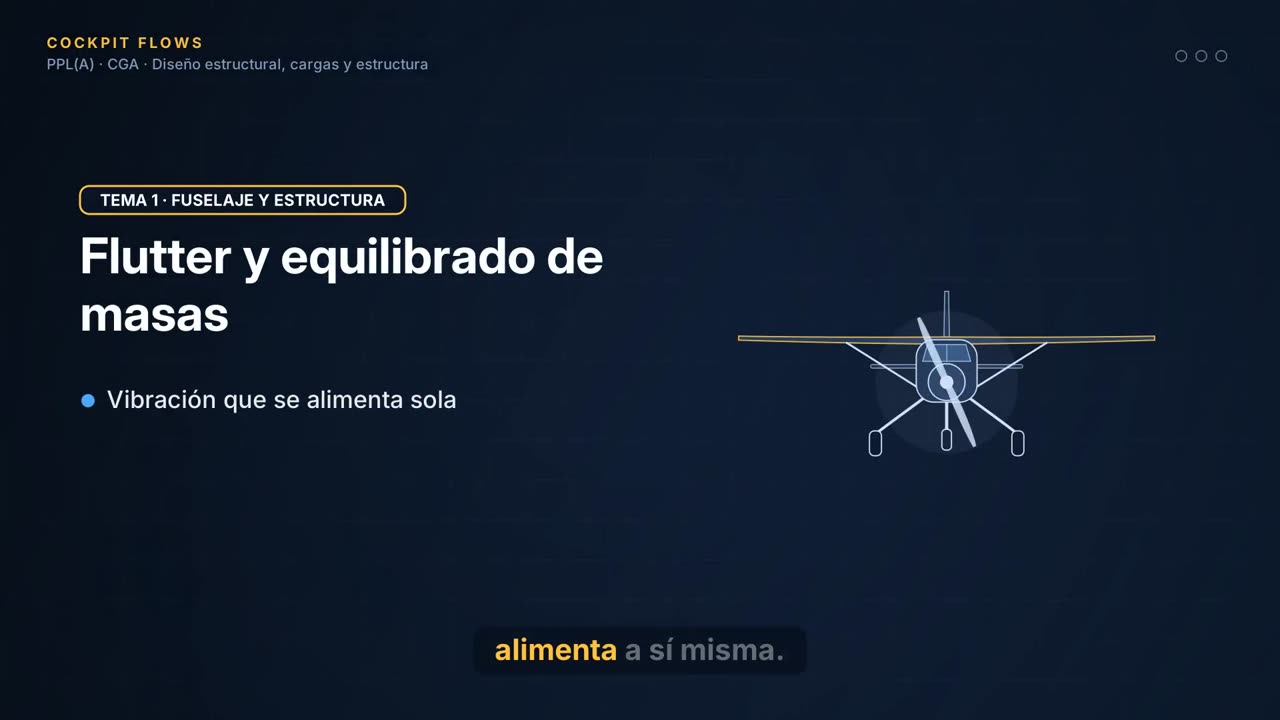 COCKPIT FLOWS
PPL(A) · CGA · Diseño estructural, cargas y estructura
TEMA 1 · FUSELAJE Y ESTRUCTURA
Flutter y equilibrado de
masas
Vibración que se alimenta sola
alimenta a sí misma.